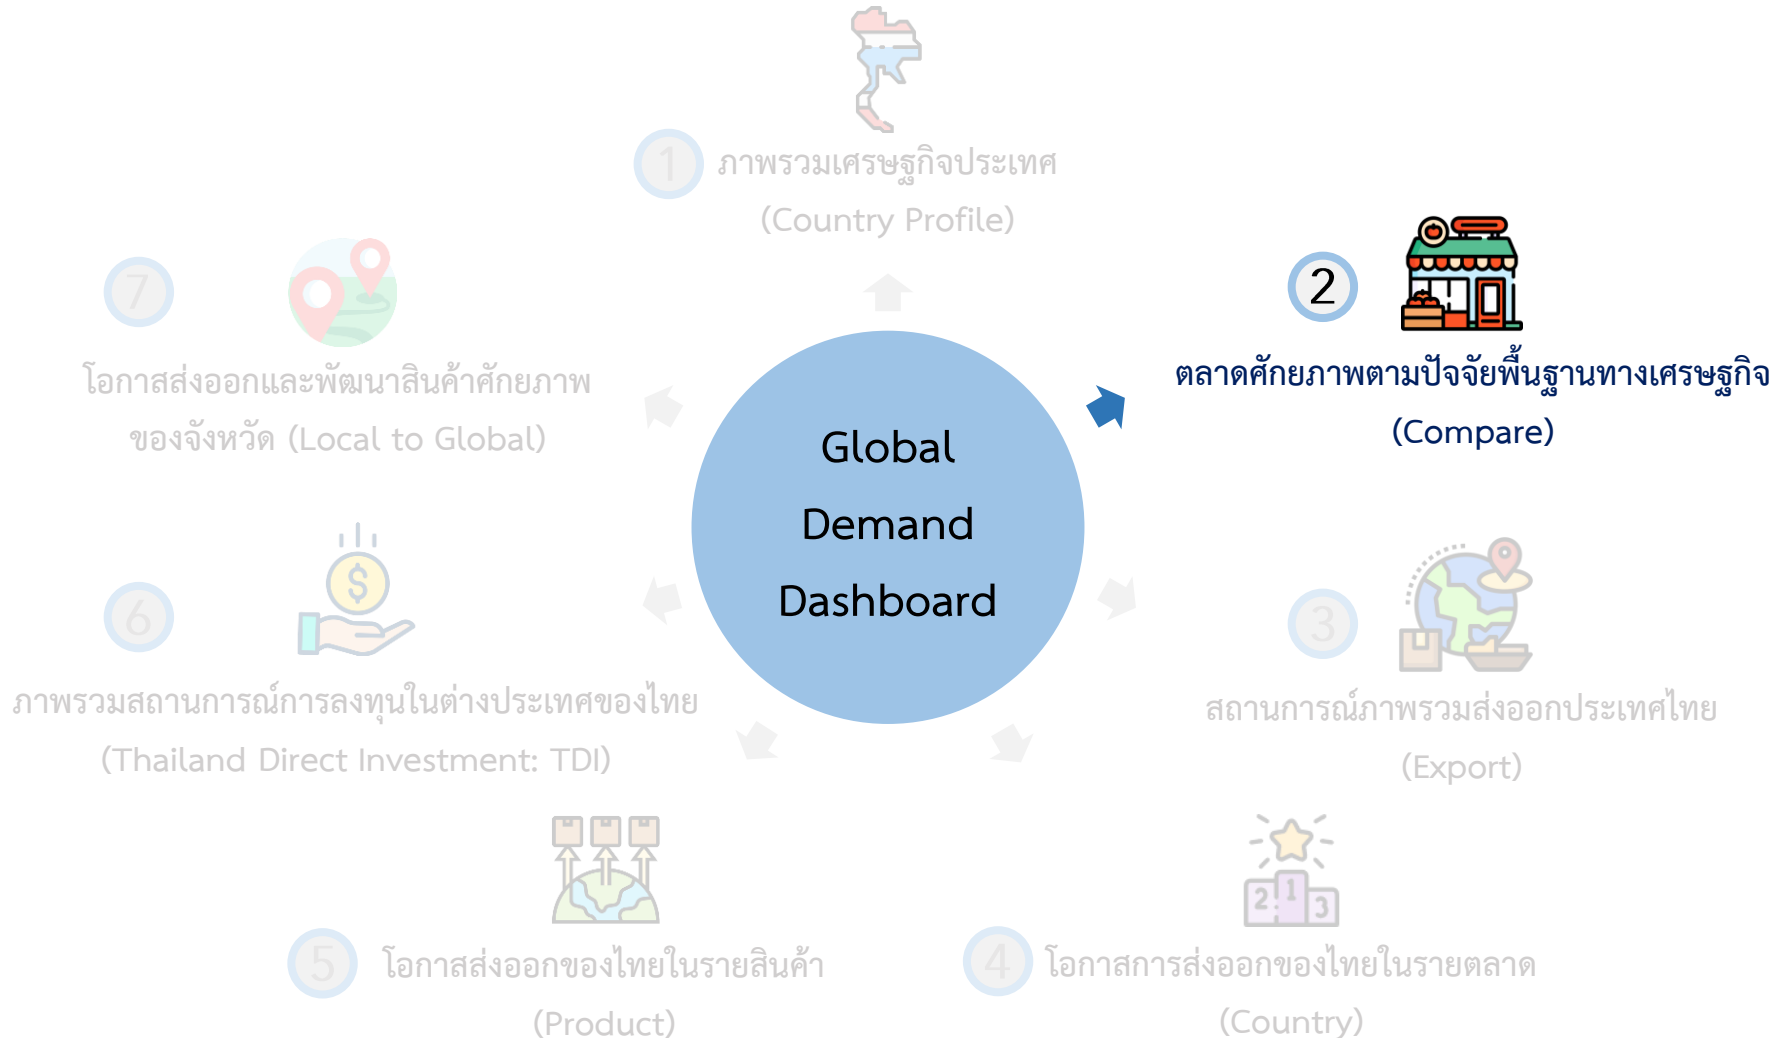 1
ภาพรวมเศรษฐกิจประเทศ
(Country Profile)
2
ตลาดศักยภาพตามปัจจัยพื้นฐานทางเศรษฐกิจ
(Compare)
3
สถานการณ์ภาพรวมส่งออกประเทศไทย
(Export)
2 1 3
4
โอกาสการส่งออกของไทยในรายตลาด
(Country)
5
โอกาสส่งออกของไทยในรายสินค้า
(Product)
$
6
ภาพรวมสถานการณ์การลงทุนในต่างประเทศของไทย
(Thailand Direct Investment: TDI)
7
โอกาสส่งออกและพัฒนาสินค้าศักยภาพ
ของจังหวัด (Local to Global)
Global
Demand
Dashboard